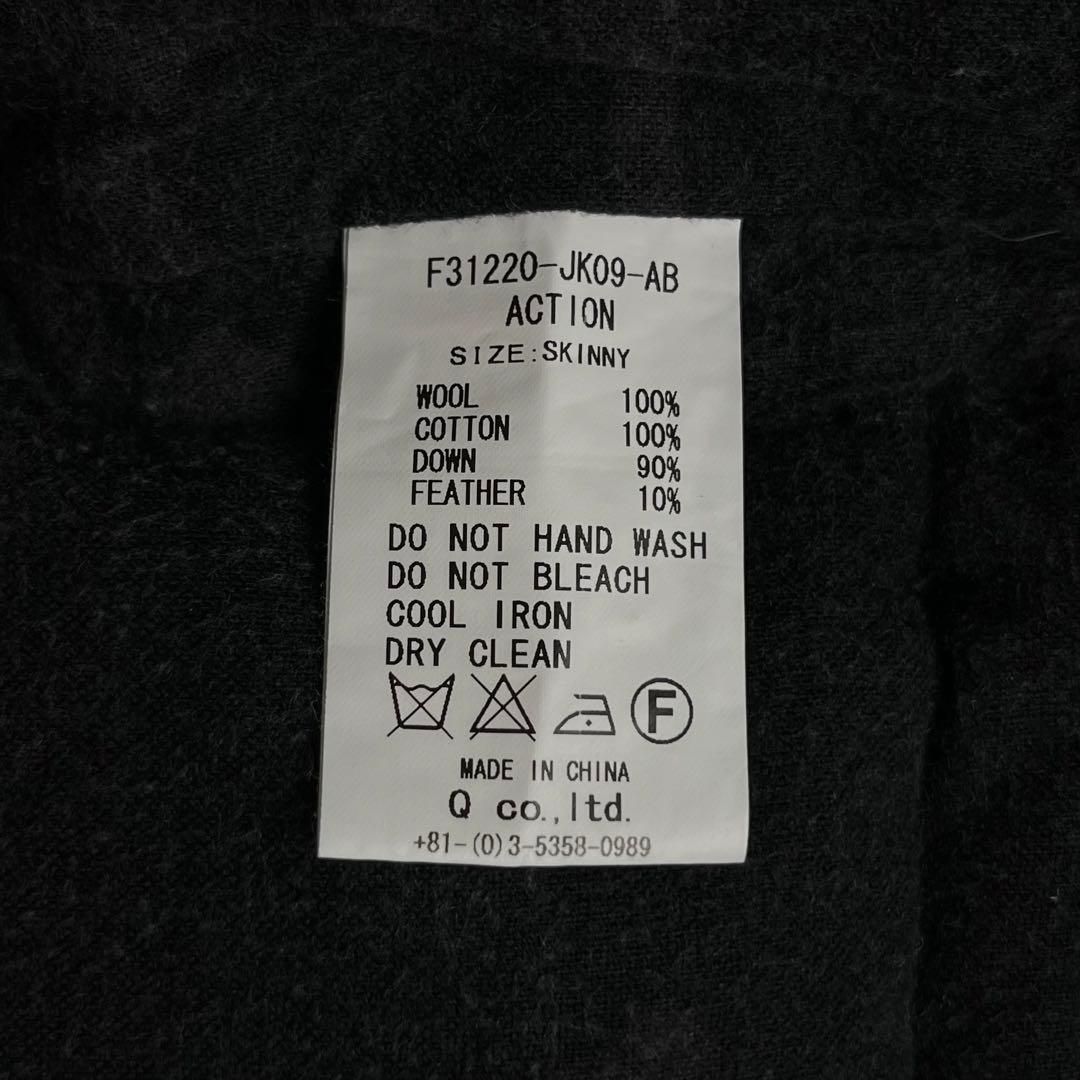 F31220-JK09-AB
ACTION
SIZE:SKINNY
WOOL 100%
COTTON 100%
DOWN 90%
FEATHER 10%
DO NOT HAND WASH
DO NOT BLEACH
COOL IRON
DRY CLEAN
F
MADE IN CHINA
Q co.,ltd.
+81-(0)3-5358-0989